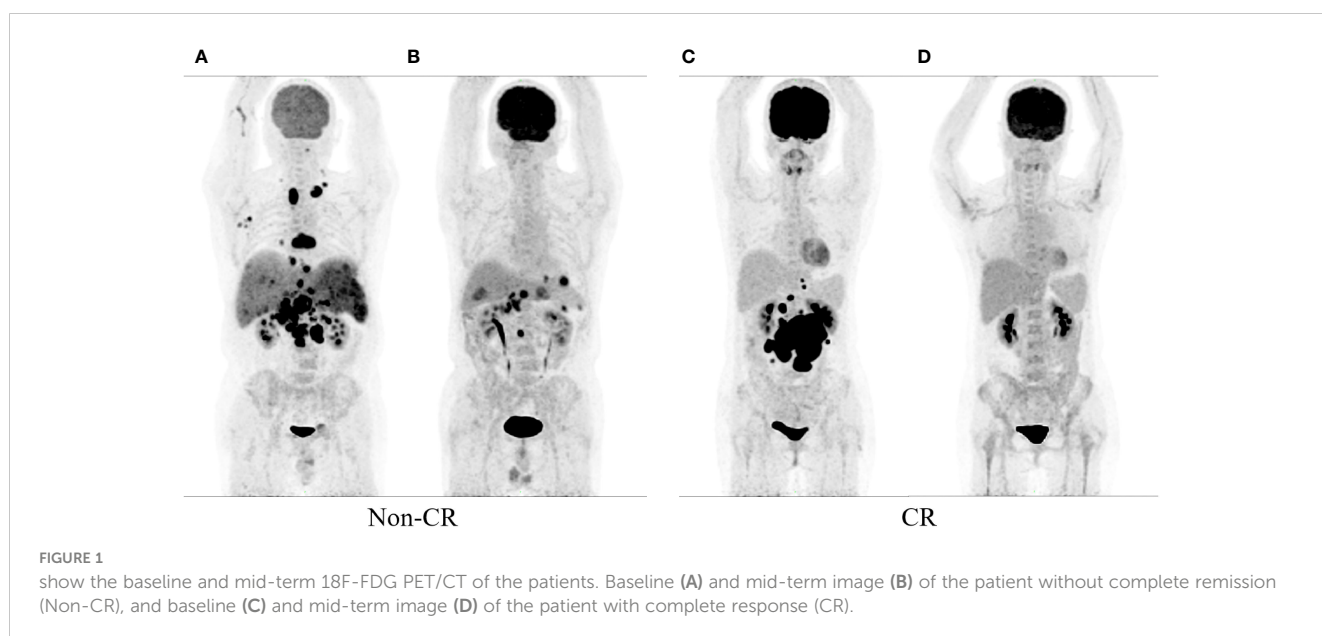 A B C D
Non-CR CR
FIGURE 1
show the baseline and mid-term 18F-FDG PET/CT of the patients. Baseline (A) and mid-term image (B) of the patient without complete remission
(Non-CR), and baseline (C) and mid-term image (D) of the patient with complete response (CR).